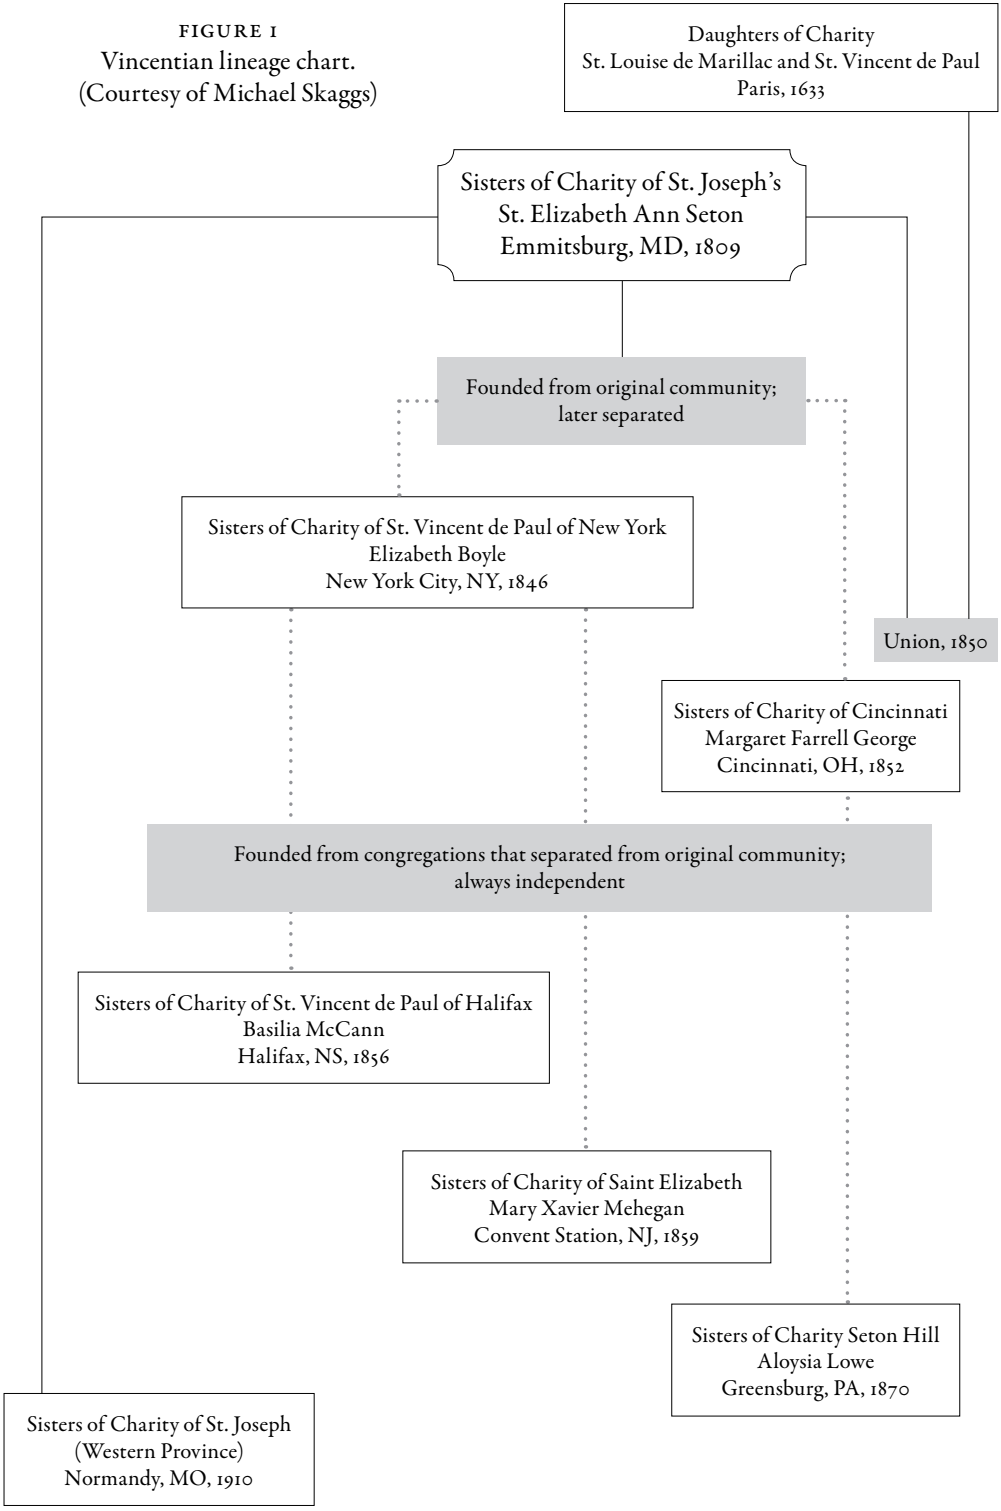 FIGURE 1
Vincentian lineage chart.
(Courtesy of Michael Skaggs)
Daughters of Charity
St. Louise de Marillac and St. Vincent de Paul
Paris, 1633
Sisters of Charity of St. Joseph’s
St. Elizabeth Ann Seton
Emmitsburg, MD, 1809
Founded from original community;
later separated
Sisters of Charity of St. Vincent de Paul of New York
Elizabeth Boyle
New York City, NY, 1846
Union, 1850
Sisters of Charity of Cincinnati
Margaret Farrell George
Cincinnati, OH, 1852
Founded from congregations that separated from original community;
always independent
Sisters of Charity of St. Vincent de Paul of Halifax
Basilia McCann
Halifax, NS, 1856
Sisters of Charity of Saint Elizabeth
Mary Xavier Mehegan
Convent Station, NJ, 1859
Sisters of Charity Seton Hill
Aloysia Lowe
Greensburg, PA, 1870
Sisters of Charity of St. Joseph
(Western Province)
Normandy, MO, 1910